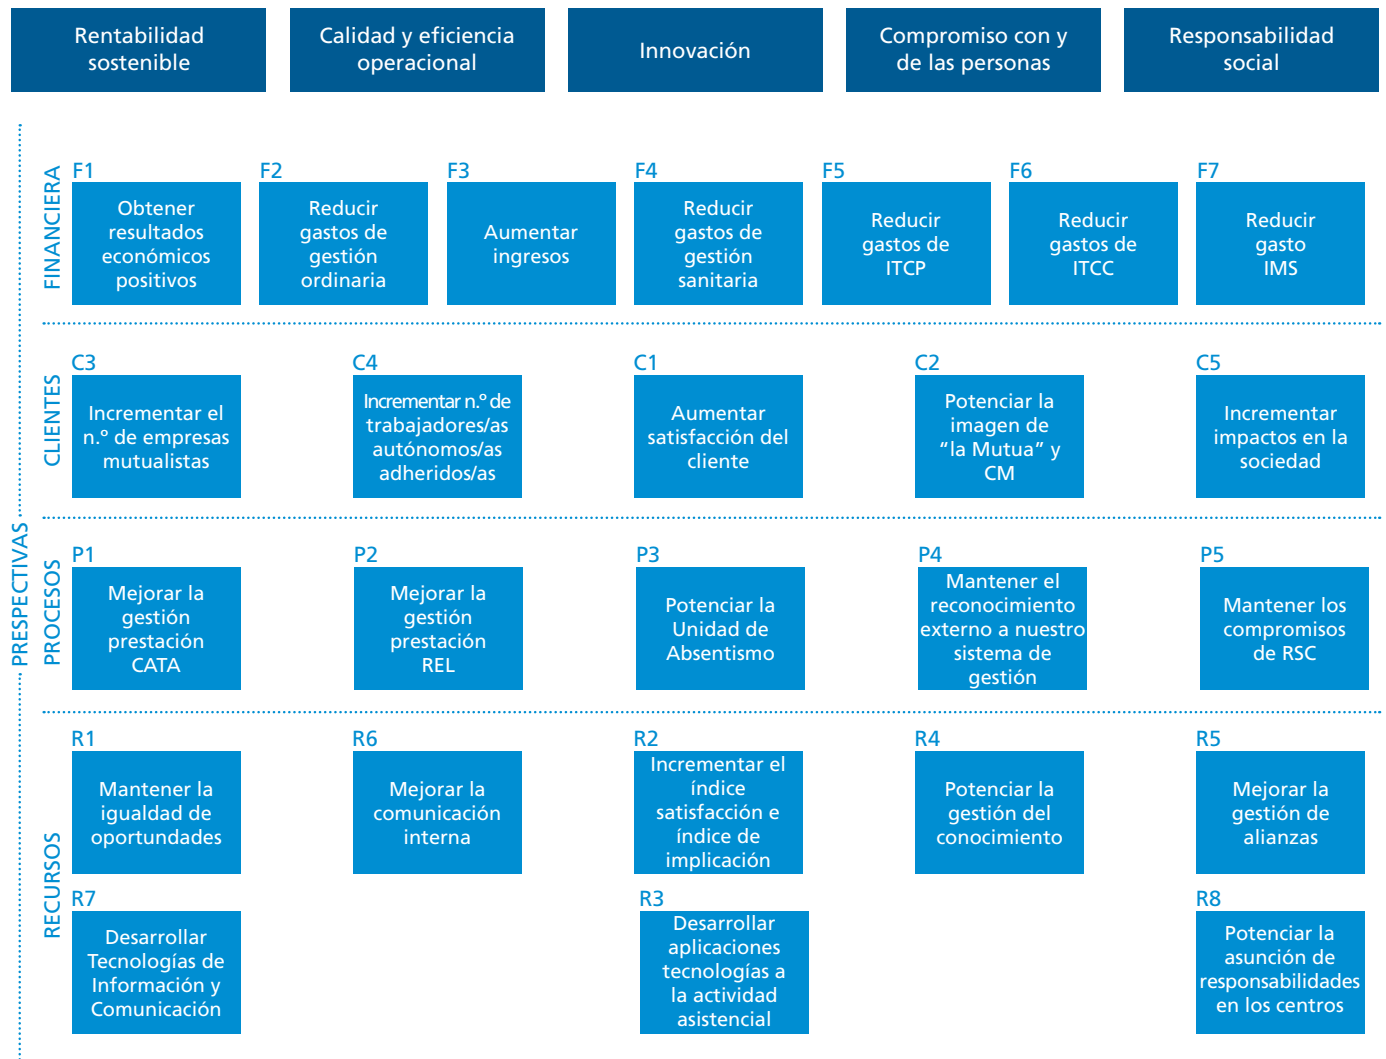 Rentabilidad
sostenible
Calidad y eficiencia
operacional
Innovación
Compromiso con y
de las personas
Responsabilidad
social
PRESPECTIVAS
FINANCIERA
F1
Obtener
resultados
económicos
positivos
F2
Reducir
gastos de
gestión
ordinaria
F3
Aumentar
ingresos
F4
Reducir
gastos de
gestión
sanitaria
F5
Reducir
gastos de
ITCP
F6
Reducir
gastos de
ITCC
F7
Reducir
gasto
IMS
CLIENTES
C3
Incrementar el
n.º de empresas
mutualistas
C4
Incrementar n.º de
trabajadores/as
autónomos/as
adheridos/as
C1
Aumentar
satisfacción del
cliente
C2
Potenciar la
imagen de
“la Mutua” y
CM
C5
Incrementar
impactos en la
sociedad
PROCESOS
P1
Mejorar la
gestión
prestación
CATA
P2
Mejorar la
gestión
prestación
REL
P3
Potenciar la
Unidad de
Absentismo
P4
Mantener el
reconocimiento
externo a nuestro
sistema de
gestión
P5
Mantener los
compromisos
de RSC
RECURSOS
R1
Mantener la
igualdad de
oportundades
R6
Mejorar la
comunicación
interna
R2
Incrementar el
índice
satisfacción e
índice de
implicación
R4
Potenciar la
gestión del
conocimiento
R5
Mejorar la
gestión de
alianzas
R7
Desarrollar
Tecnologías de
Información y
Comunicación
R3
Desarrollar
aplicaciones
tecnologías a
la actividad
asistencial
R8
Potenciar la
asunción de
responsabilidades
en los centros